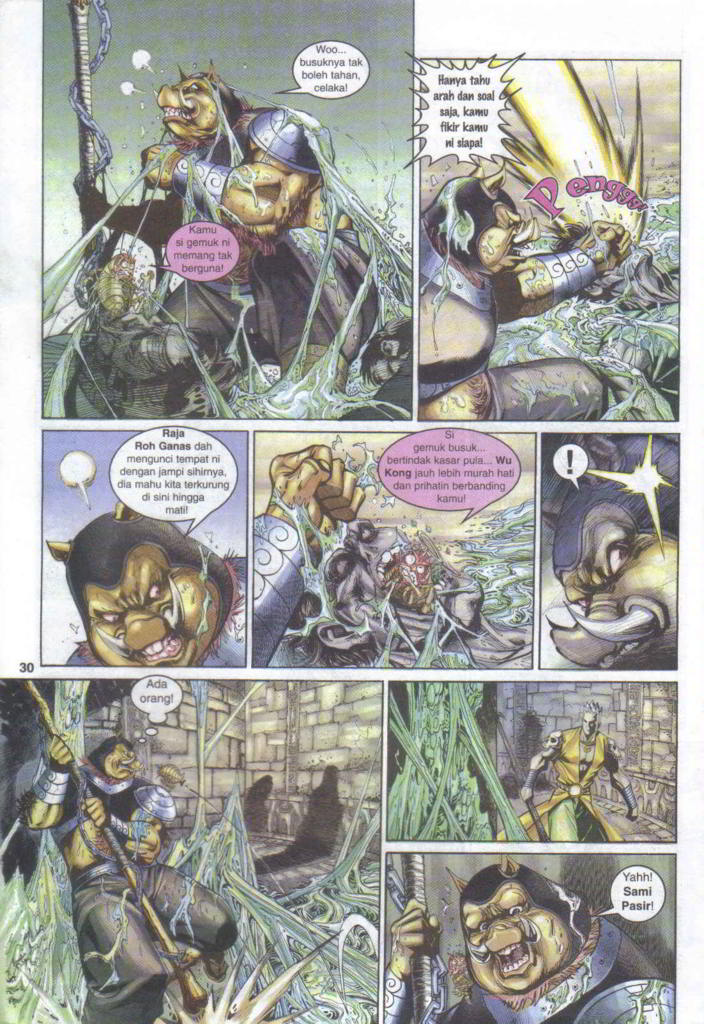 Woo...
busuknya tak
boleh tahan,
celaka!
Kamu
si gemuk ni
memang tak
berguna!
Hanya tahu
arah dan soal
saja, kamu
fikir kamu
ni siapa!
Penggg
Raja
Roh Ganas dah
mengunci tempat ni
dengan jampi sihirnya,
dia mahu kita terkurung
di sini hingga
mati!
Si
gemuk busuk...
bertindak kasar pula... Wu
Kong jauh lebih murah hati
dan prihatin berbanding
kamu!
!
30
Ada
orang!
Yahh!
Sami
Pasir!